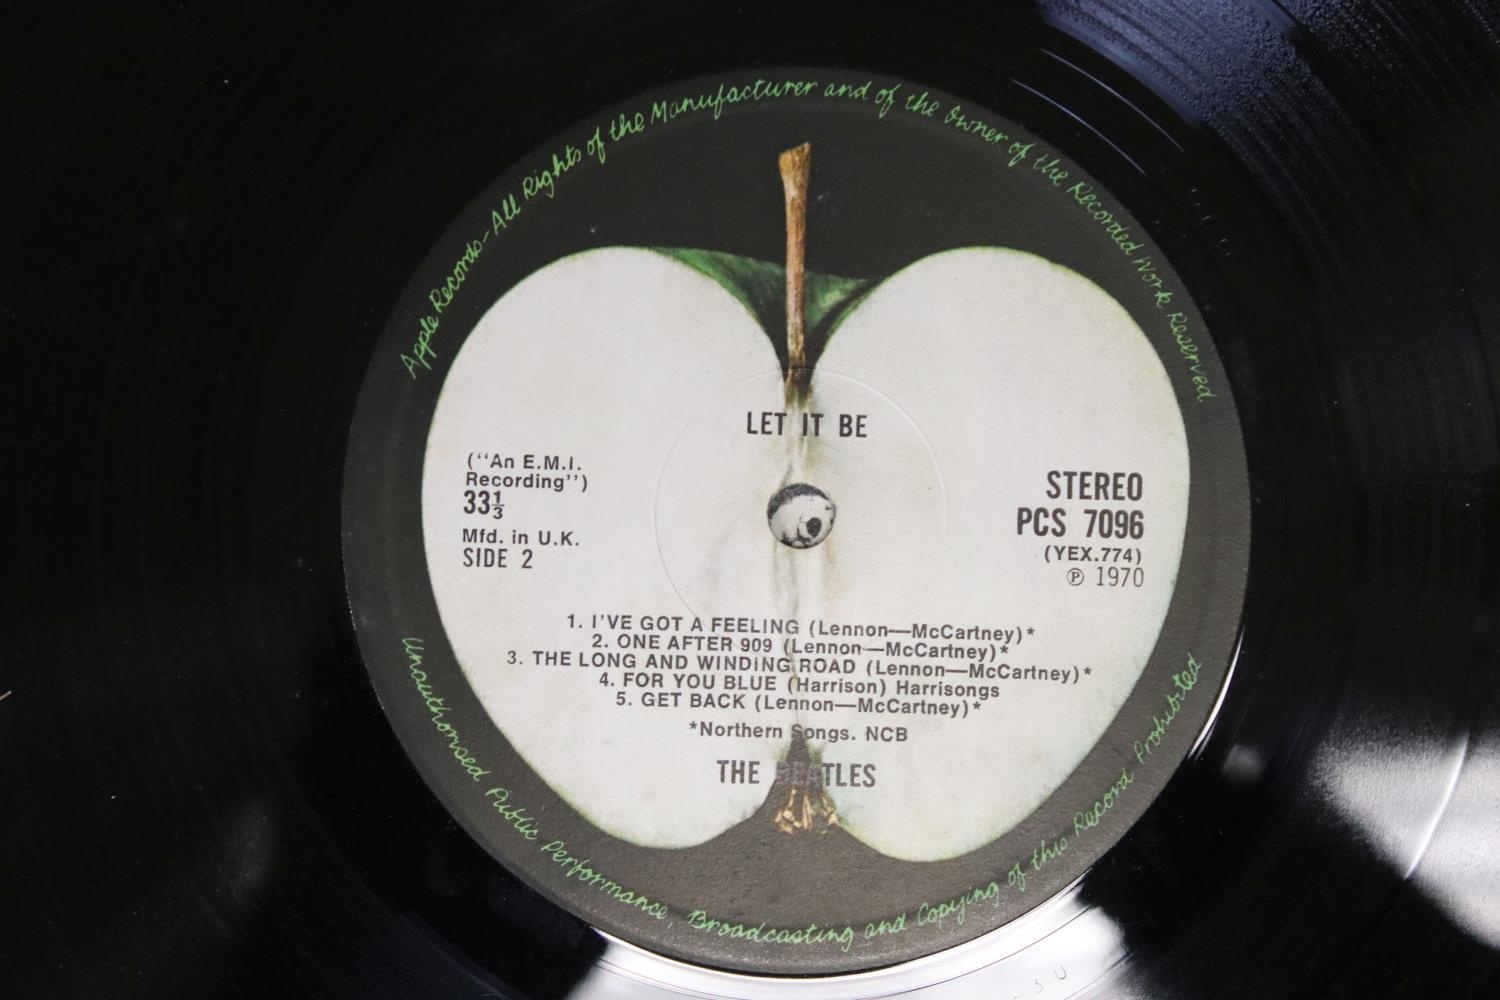 Apple Records-All Rights of the Manufacturer and of the Owner of the Recorded Work Reserved
LET IT BE
(“An E.M.I.
Recording”)
33⅓
Mfd. in U.K.
SIDE 2
STEREO
PCS 7096
(YEX.774)
℗ 1970
1. I'VE GOT A FEELING (Lennon—McCartney)*
2. ONE AFTER 909 (Lennon—McCartney)*
3. THE LONG AND WINDING ROAD (Lennon—McCartney)*
4. FOR YOU BLUE (Harrison) Harrisongs
5. GET BACK (Lennon—McCartney)*
*Northern Songs. NCB
THE BEATLES
Unauthorised Public Performance, Broadcasting and Copying of this Record Prohibited